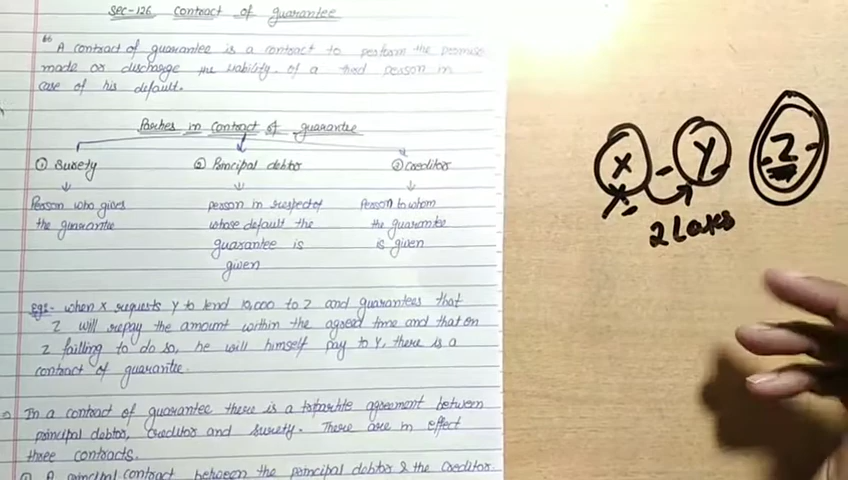 Sec-126 Contract of guarantee
" A contract of guarantee is a contract to perform the promise
made or discharge the liability of a third person in
case of his default.
Parties in contract of guarantee
① Surety ② Principal debtor ③ Creditor
Person who gives person in respect of Person to whom
the guarantee whose default the the guarantee
guarantee is is given
given
eg:- when X requests Y to lend 10,000 to Z and guarantees that
Z will repay the amount within the agreed time and that on
Z failling to do so, he will himself pay to Y, there is a
contract of guarantee.
In a contract of guarantee there is a agreement between
principal debtor, creditor and surety. There are in effect
three contracts.
A principal contract between the principal debtor & the creditor.
X Y Z
X
2 Lakes